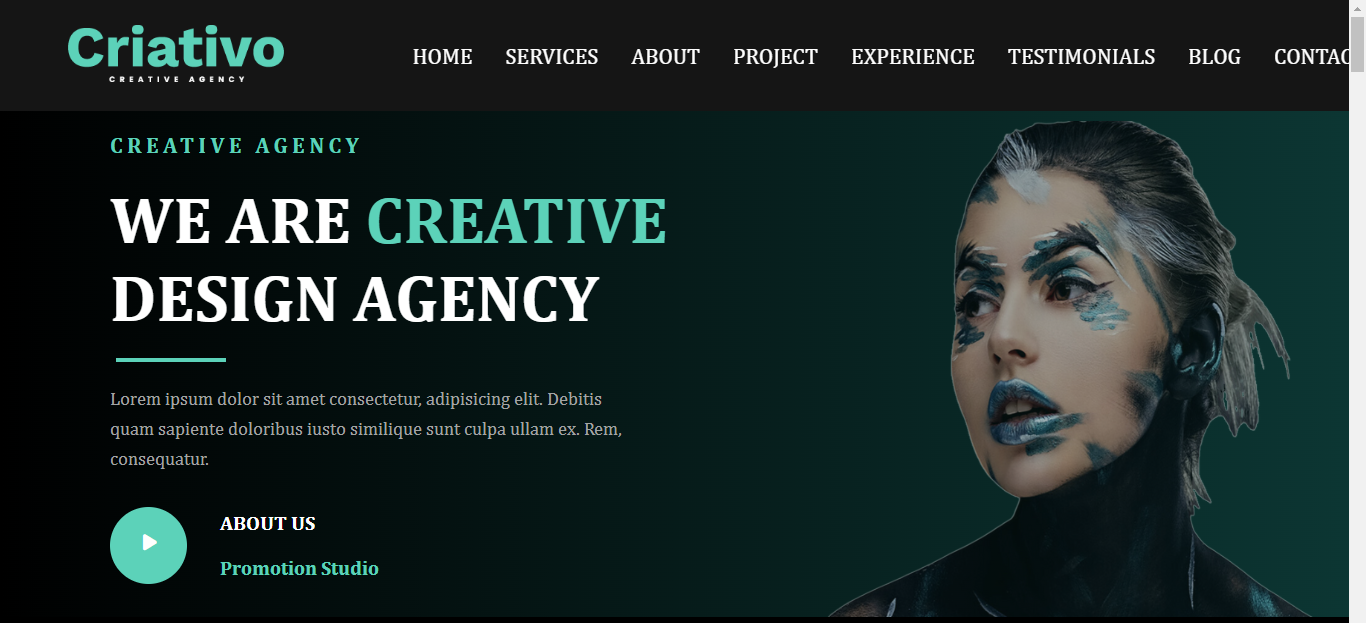 Criativo
CREATIVE AGENCY
HOME SERVICES ABOUT PROJECT EXPERIENCE TESTIMONIALS BLOG CONTAC
CREATIVE AGENCY
WE ARE CREATIVE
DESIGN AGENCY
Lorem ipsum dolor sit amet consectetur, adipisicing elit. Debitis
quam sapiente doloribus iusto similique sunt culpa ullam ex. Rem,
consequatur.
ABOUT US
Promotion Studio